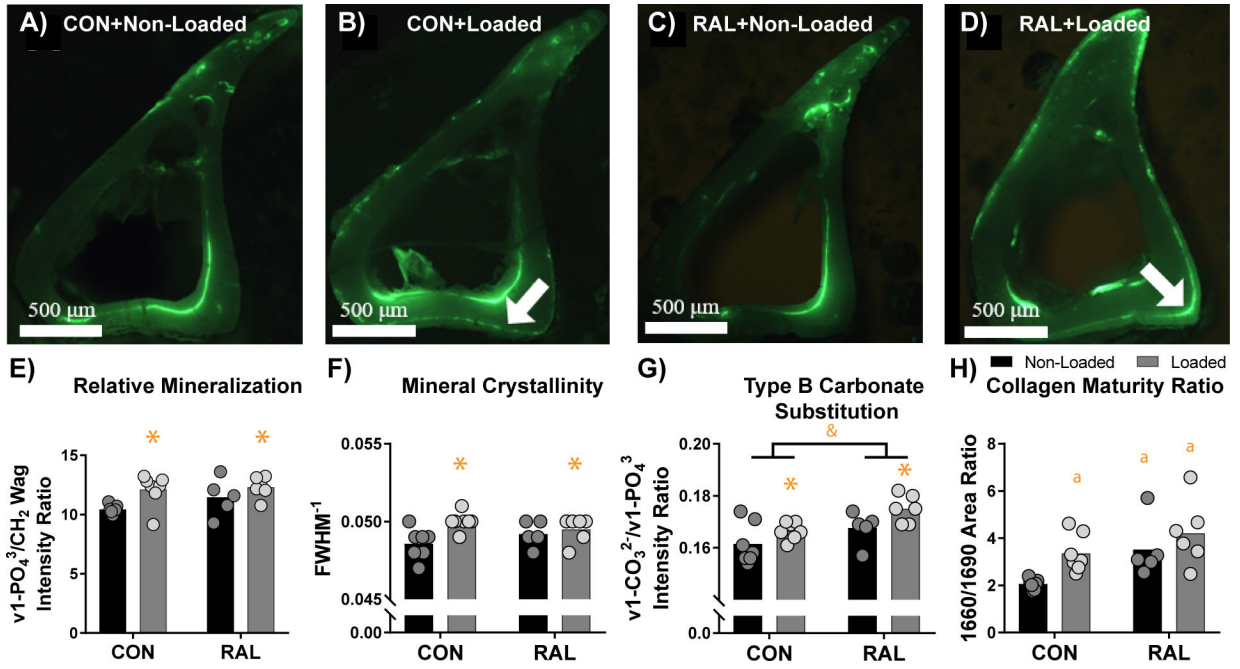 A) CON+Non-Loaded
B) CON+Loaded
C) RAL+Non-Loaded
D) RAL+Loaded
500 µm
500 µm
500 µm
500 µm
Non-Loaded Loaded
E) Relative Mineralization
v1-PO₄³/CH₂ Wag
Intensity Ratio
15
10
5
0
*
*
CON RAL
F) Mineral Crystallinity
FWHM⁻¹
0.055
0.050
0.045
0.00
*
*
CON RAL
G) Type B Carbonate
Substitution
v1-CO₃²⁻/v1-PO₄³
Intensity Ratio
0.20
0.18
0.16
0.0
&
*
*
CON RAL
H) Collagen Maturity Ratio
1660/1690 Area Ratio
8
6
4
2
0
a
a
a
CON RAL